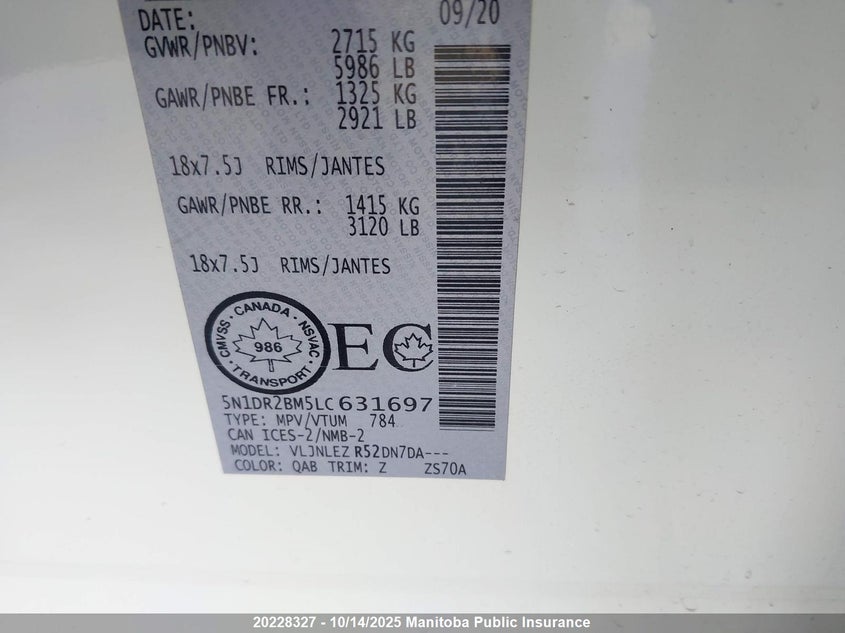 DATE: 09/20
GVWR/PNBV: 2715 KG
5986 LB
GAWR/PNBE FR.: 1325 KG
2921 LB
18x7.5J RIMS/JANTES
GAWR/PNBE RR.: 1415 KG
3120 LB
18x7.5J RIMS/JANTES
CMVSS · CANADA · NSVAC · TRANSPORT ·
986
EC
5N1DR2BM5LC631697
TYPE: MPV/VTUM 784
CAN ICES-2/NMB-2
MODEL: VLJNLEZ R52DN7DA---
COLOR: QAB TRIM: Z ZS70A
20228327 - 10/14/2025 Manitoba Public Insurance